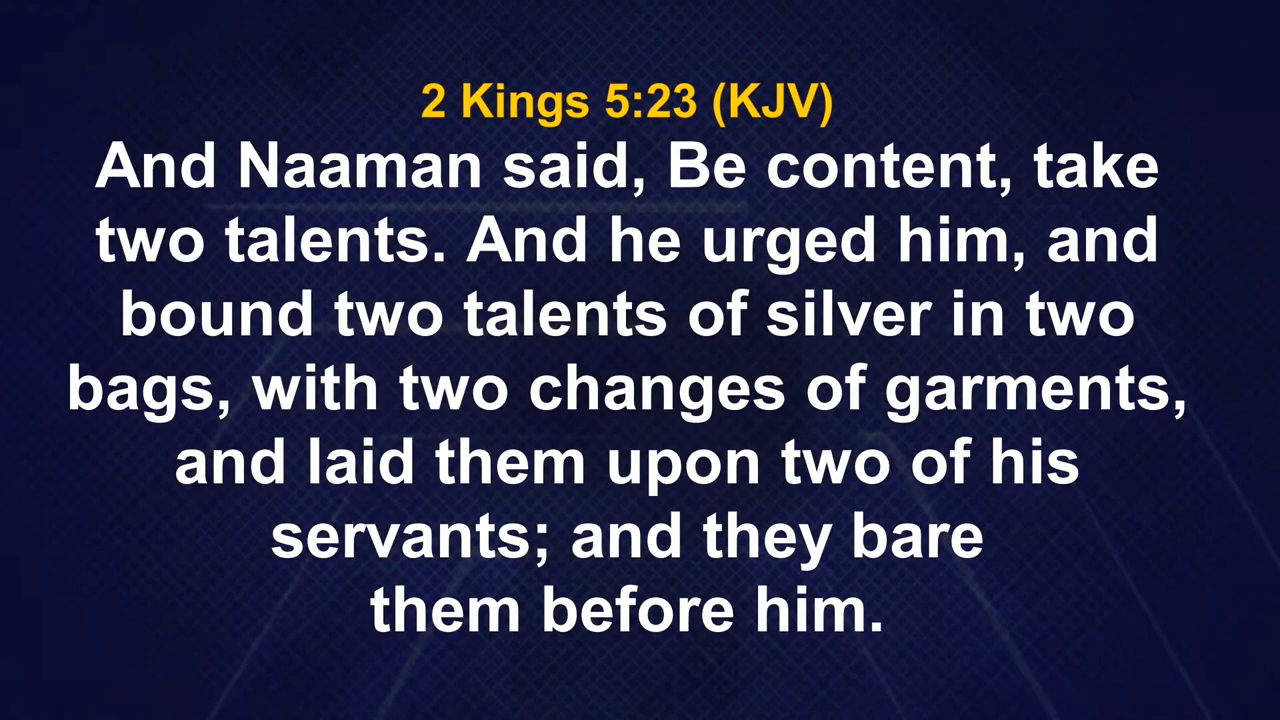 2 Kings 5:23 (KJV)
And Naaman said, Be content, take
two talents. And he urged him, and
bound two talents of silver in two
bags, with two changes of garments,
and laid them upon two of his
servants; and they bare
them before him.